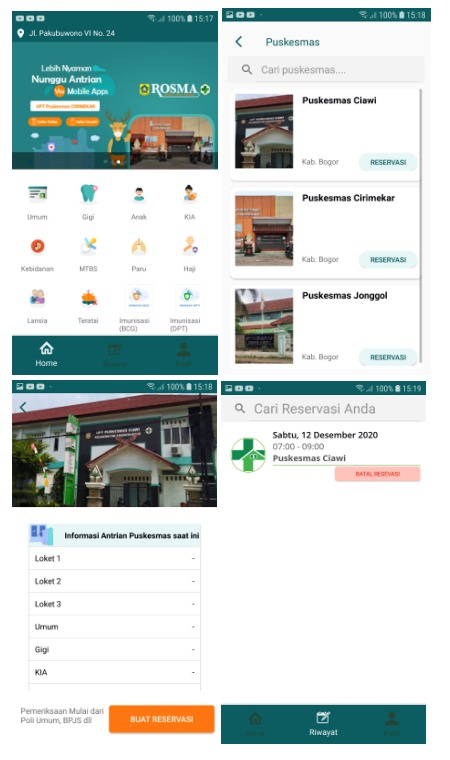 100% 15:17
Jl. Pakubuwono VI No. 24
Lebih Nyaman
Nunggu Antrian
Via Mobile Apps
UPT Puskesmas CIRIMEKAR
ROSMA
Umum
Gigi
Anak
KIA
Kebidanan
MTBS
Paru
Haji
Lansia
Teratai
Imunisasi
(BCG)
Imunisasi
(DPT)
Home
100% 15:18
Puskesmas
Cari puskesmas....
Puskesmas Ciawi
Kab. Bogor
RESERVASI
Puskesmas Cirimekar
Kab. Bogor
RESERVASI
Puskesmas Jonggol
Kab. Bogor
RESERVASI
100% 15:18
Informasi Antrian Puskesmas saat ini
Loket 1 -
Loket 2 -
Loket 3 -
Umum -
Gigi -
KIA -
Pemeriksaan Mulai dari
Poli Umum, BPJS dll
BUAT RESERVASI
100% 15:19
Cari Reservasi Anda
Sabtu, 12 Desember 2020
07:00 - 09:00
Puskesmas Ciawi
BATAL RESEVASI
Riwayat